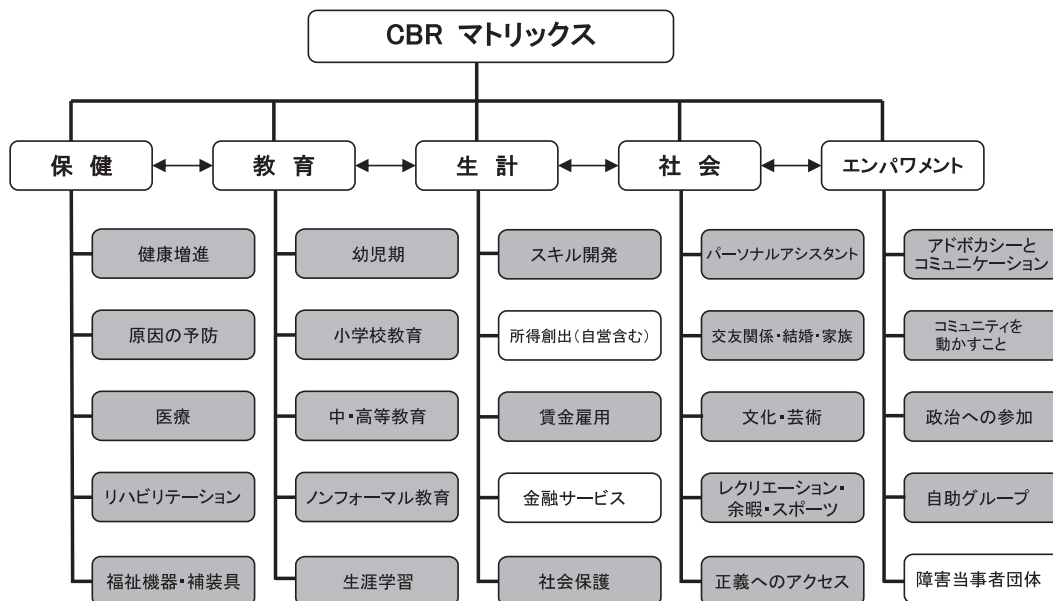 CBR マトリックス
保 健
教 育
生 計
社 会
エンパワメント
健康増進
幼児期
スキル開発
パーソナルアシスタント
アドボカシーと
コミュニケーション
原因の予防
小学校教育
所得創出(自営含む)
交友関係・結婚・家族
コミュニティを
動かすこと
医療
中・高等教育
賃金雇用
文化・芸術
政治への参加
リハビリテーション
ノンフォーマル教育
金融サービス
レクリエーション・
余暇・スポーツ
自助グループ
福祉機器・補装具
生涯学習
社会保護
正義へのアクセス
障害当事者団体